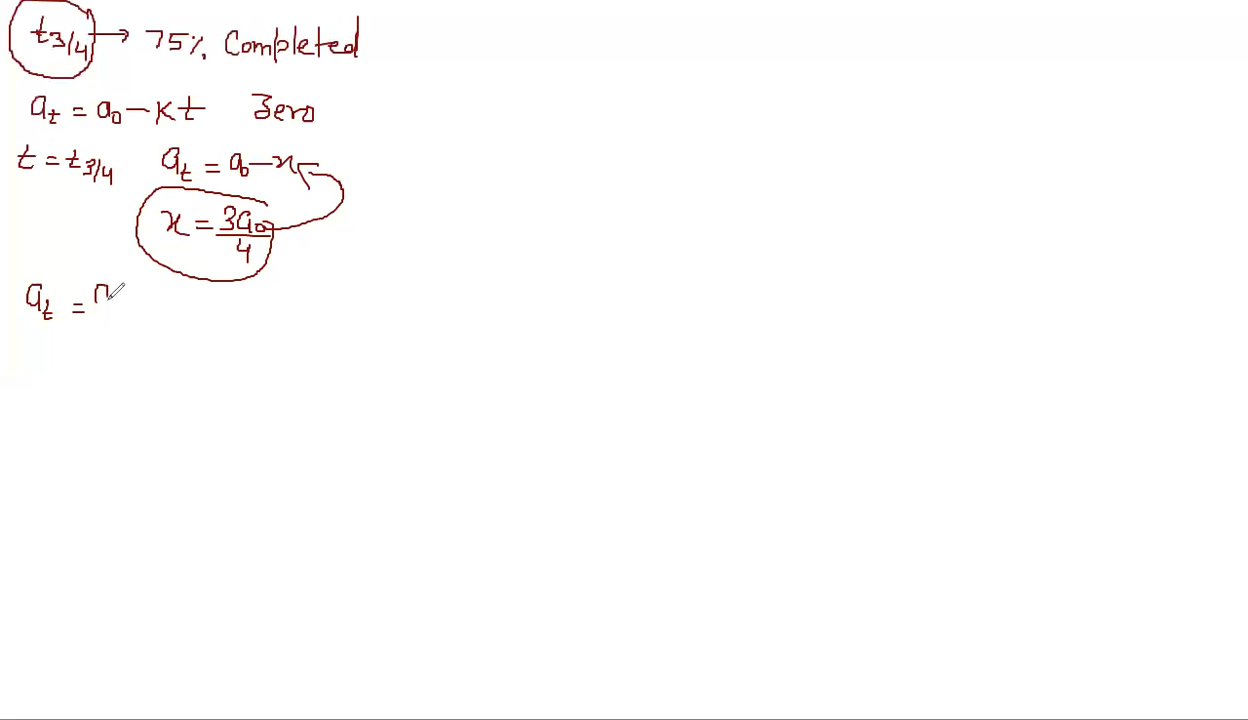 t3/4 → 75% Completed
at = a0 - Kt Zero
t = t3/4 at = a0 - x
x = 3a0/4
at =